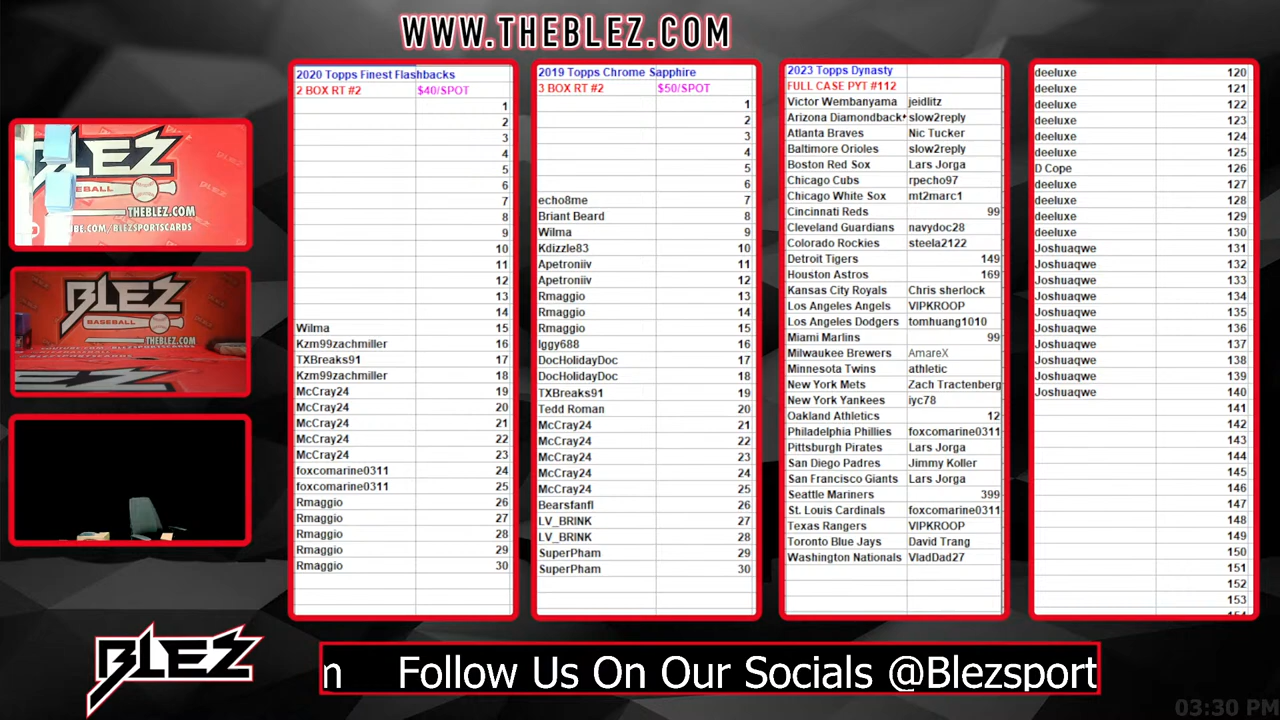 WWW.THEBLEZ.COM
BLEZ
BASEBALL
THEBLEZ.COM
UBE.COM/BLEZSPORTSCARDS
BLEZ
BASEBALL
THEBLEZ.COM
2020 Topps Finest Flashbacks
2 BOX RT #2 $40/SPOT
1
2
3
4
5
6
7
8
9
10
11
12
13
14
Wilma 15
Kzm99zachmiller 16
TXBreaks91 17
Kzm99zachmiller 18
McCray24 19
McCray24 20
McCray24 21
McCray24 22
McCray24 23
foxcomarine0311 24
foxcomarine0311 25
Rmaggio 26
Rmaggio 27
Rmaggio 28
Rmaggio 29
Rmaggio 30
2019 Topps Chrome Sapphire
3 BOX RT #2 $50/SPOT
1
2
3
4
5
6
echo8me 7
Briant Beard 8
Wilma 9
Kdizzle83 10
Apetroniiv 11
Apetroniiv 12
Rmaggio 13
Rmaggio 14
Rmaggio 15
Iggy688 16
DocHolidayDoc 17
DocHolidayDoc 18
TXBreaks91 19
Tedd Roman 20
McCray24 21
McCray24 22
McCray24 23
McCray24 24
McCray24 25
Bearsfanfl 26
LV_BRINK 27
LV_BRINK 28
SuperPham 29
SuperPham 30
2023 Topps Dynasty
FULL CASE PYT #112
Victor Wembanyama jeidlitz
Arizona Diamondback slow2reply
Atlanta Braves Nic Tucker
Baltimore Orioles slow2reply
Boston Red Sox Lars Jorga
Chicago Cubs rpecho97
Chicago White Sox mt2marc1
Cincinnati Reds 99
Cleveland Guardians navydoc28
Colorado Rockies steela2122
Detroit Tigers 149
Houston Astros 169
Kansas City Royals Chris sherlock
Los Angeles Angels VIPKROOP
Los Angeles Dodgers tomhuang1010
Miami Marlins 99
Milwaukee Brewers AmareX
Minnesota Twins athletic
New York Mets Zach Tractenberg
New York Yankees iyc78
Oakland Athletics 12
Philadelphia Phillies foxcomarine0311
Pittsburgh Pirates Lars Jorga
San Diego Padres Jimmy Koller
San Francisco Giants Lars Jorga
Seattle Mariners 399
St. Louis Cardinals foxcomarine0311
Texas Rangers VIPKROOP
Toronto Blue Jays David Trang
Washington Nationals VladDad27
deeluxe 120
deeluxe 121
deeluxe 122
deeluxe 123
deeluxe 124
deeluxe 125
D Cope 126
deeluxe 127
deeluxe 128
deeluxe 129
deeluxe 130
Joshuaqwe 131
Joshuaqwe 132
Joshuaqwe 133
Joshuaqwe 134
Joshuaqwe 135
Joshuaqwe 136
Joshuaqwe 137
Joshuaqwe 138
Joshuaqwe 139
Joshuaqwe 140
141
142
143
144
145
146
147
148
149
150
151
152
153
BLEZ
Follow Us On Our Socials @Blezsport
03:30 PM